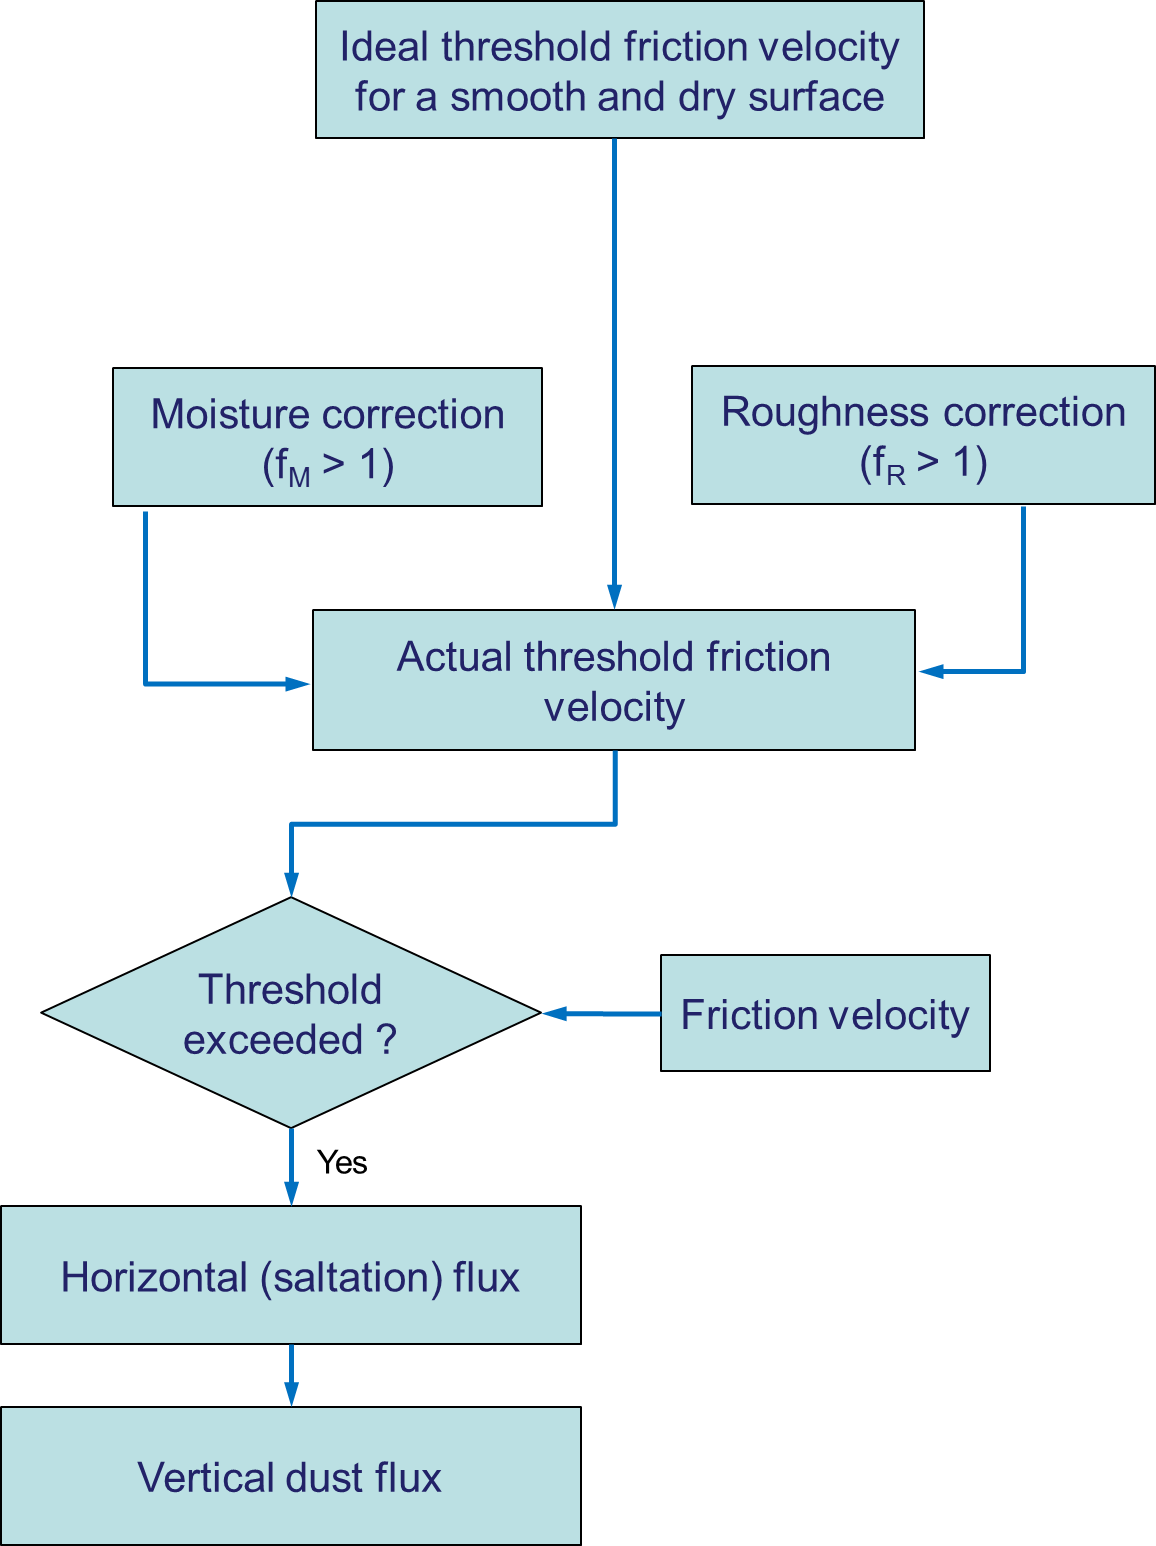 Ideal threshold friction velocity
for a smooth and dry surface
Moisture correction
(fM > 1)
Roughness correction
(fR > 1)
Actual threshold friction
velocity
Threshold
exceeded ?
Friction velocity
Yes
Horizontal (saltation) flux
Vertical dust flux